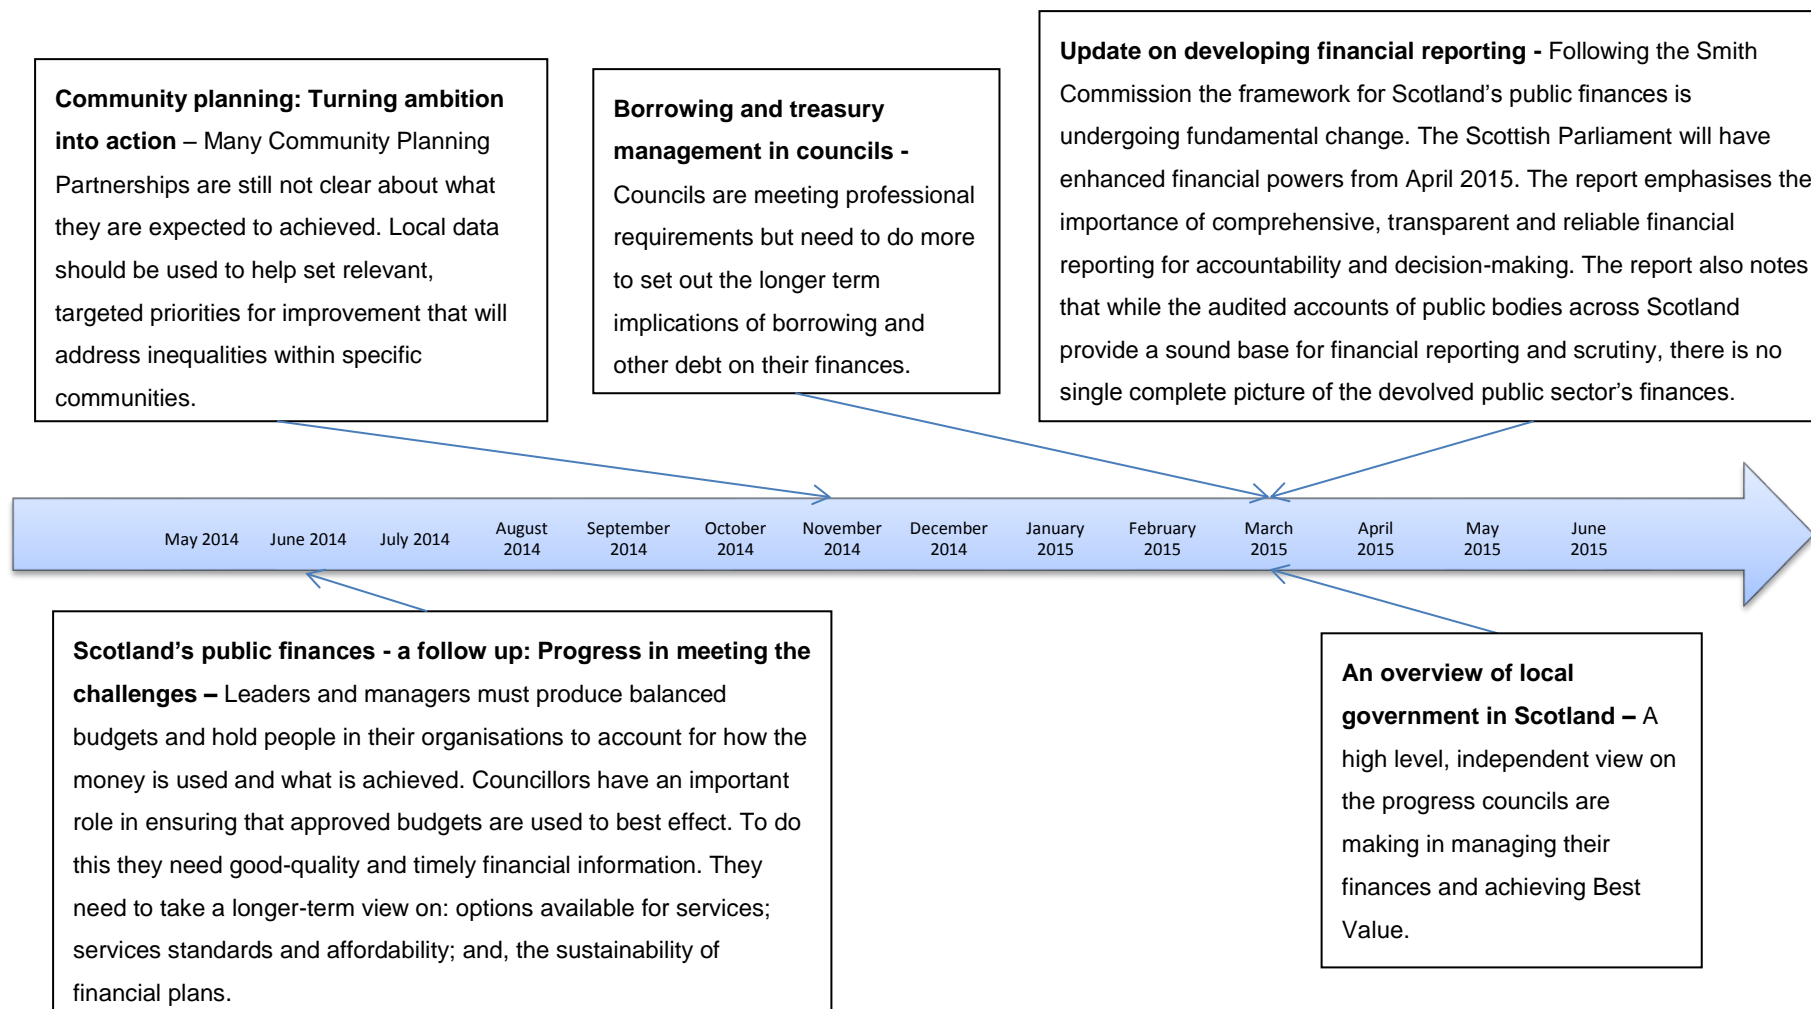 Community planning: Turning ambition
into action – Many Community Planning
Partnerships are still not clear about what
they are expected to achieved. Local data
should be used to help set relevant,
targeted priorities for improvement that will
address inequalities within specific
communities.
Borrowing and treasury
management in councils -
Councils are meeting professional
requirements but need to do more
to set out the longer term
implications of borrowing and
other debt on their finances.
Update on developing financial reporting - Following the Smith
Commission the framework for Scotland’s public finances is
undergoing fundamental change. The Scottish Parliament will have
enhanced financial powers from April 2015. The report emphasises the
importance of comprehensive, transparent and reliable financial
reporting for accountability and decision-making. The report also notes
that while the audited accounts of public bodies across Scotland
provide a sound base for financial reporting and scrutiny, there is no
single complete picture of the devolved public sector’s finances.
May 2014
June 2014
July 2014
August
2014
September
2014
October
2014
November
2014
December
2014
January
2015
February
2015
March
2015
April
2015
May
2015
June
2015
Scotland’s public finances - a follow up: Progress in meeting the
challenges – Leaders and managers must produce balanced
budgets and hold people in their organisations to account for how the
money is used and what is achieved. Councillors have an important
role in ensuring that approved budgets are used to best effect. To do
this they need good-quality and timely financial information. They
need to take a longer-term view on: options available for services;
services standards and affordability; and, the sustainability of
financial plans.
An overview of local
government in Scotland – A
high level, independent view on
the progress councils are
making in managing their
finances and achieving Best
Value.